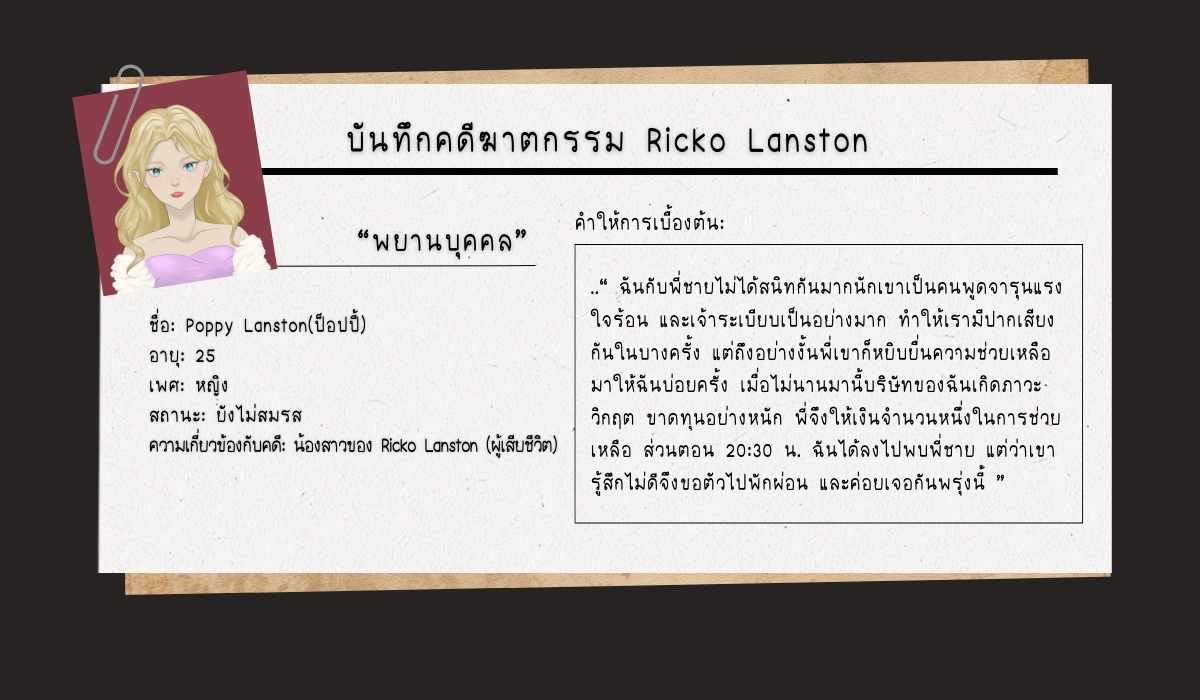 บันทึกคดีฆาตกรรม Ricko Lanston
“พยานบุคคล”
ชื่อ: Poppy Lanston(ป็อปปี้)
อายุ: 25
เพศ: หญิง
สถานะ: ยังไม่สมรส
ความเกี่ยวข้องกับคดี: น้องสาวของ Ricko Lanston (ผู้เสียชีวิต)
คำให้การเบื้องต้น:
..“ ฉันกับพี่ชายไม่ได้สนิทกันมากนักเขาเป็นคนพูดจารุนแรง
ใจร้อน และเจ้าระเบียบเป็นอย่างมาก ทำให้เรามีปากเสียง
กันในบางครั้ง แต่ถึงอย่างงั้นพี่เขาก็หยิบยื่นความช่วยเหลือ
มาให้ฉันบ่อยครั้ง เมื่อไม่นานมานี้บริษัทของฉันเกิดภาวะ
วิกฤต ขาดทุนอย่างหนัก พี่จึงให้เงินจำนวนหนึ่งในการช่วย
เหลือ ส่วนตอน 20:30 น. ฉันได้ลงไปพบพี่ชาย แต่ว่าเขา
รู้สึกไม่ดีจึงขอตัวไปพักผ่อน และค่อยเจอกันพรุ่งนี้ ”